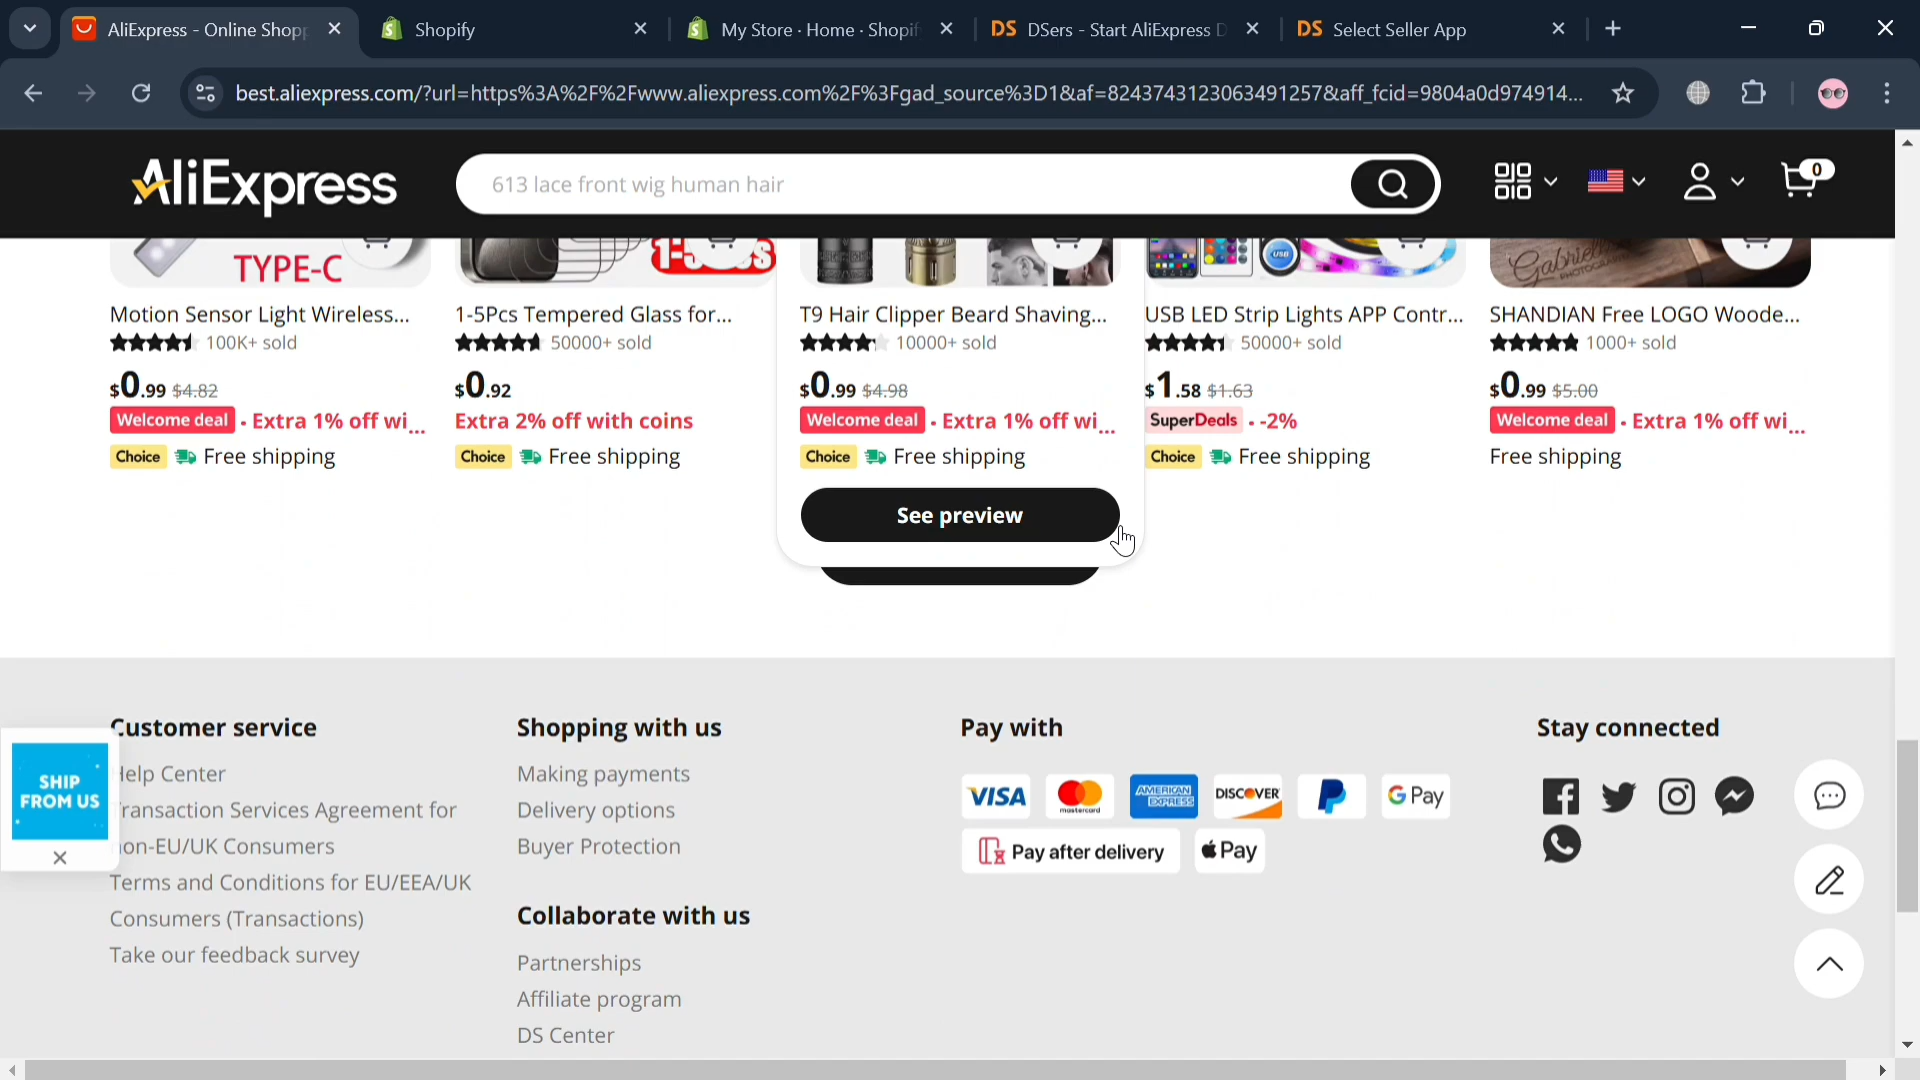 AliExpress - Online Shop
Shopify
My Store · Home · Shopif
DS DSers - Start AliExpress D
DS Select Seller App
best.aliexpress.com/?url=https%3A%2F%2Fwww.aliexpress.com%2F%3Fgad_source%3D1&af=8243743123063491257&aff_fcid=9804a0d974914...
AliExpress
613 lace front wig human hair
0
TYPE-C
USB
Gabriell
PHOTOGRAPHY
Motion Sensor Light Wireless...
100K+ sold
$0.99 $4.82
Welcome deal · Extra 1% off wi...
Choice Free shipping
1-5Pcs Tempered Glass for...
50000+ sold
$0.92
Extra 2% off with coins
Choice Free shipping
T9 Hair Clipper Beard Shaving...
10000+ sold
$0.99 $4.98
Welcome deal · Extra 1% off wi...
Choice Free shipping
See preview
USB LED Strip Lights APP Contr...
50000+ sold
$1.58 $1.63
SuperDeals · -2%
Choice Free shipping
SHANDIAN Free LOGO Woode...
1000+ sold
$0.99 $5.00
Welcome deal · Extra 1% off wi...
Free shipping
SHIP
FROM US
Customer service
Help Center
Transaction Services Agreement for
non-EU/UK Consumers
Terms and Conditions for EU/EEA/UK
Consumers (Transactions)
Take our feedback survey
Shopping with us
Making payments
Delivery options
Buyer Protection
Collaborate with us
Partnerships
Affiliate program
DS Center
Pay with
VISA
mastercard
AMERICAN
EXPRESS
DISCOVER
G Pay
Pay after delivery
Pay
Stay connected